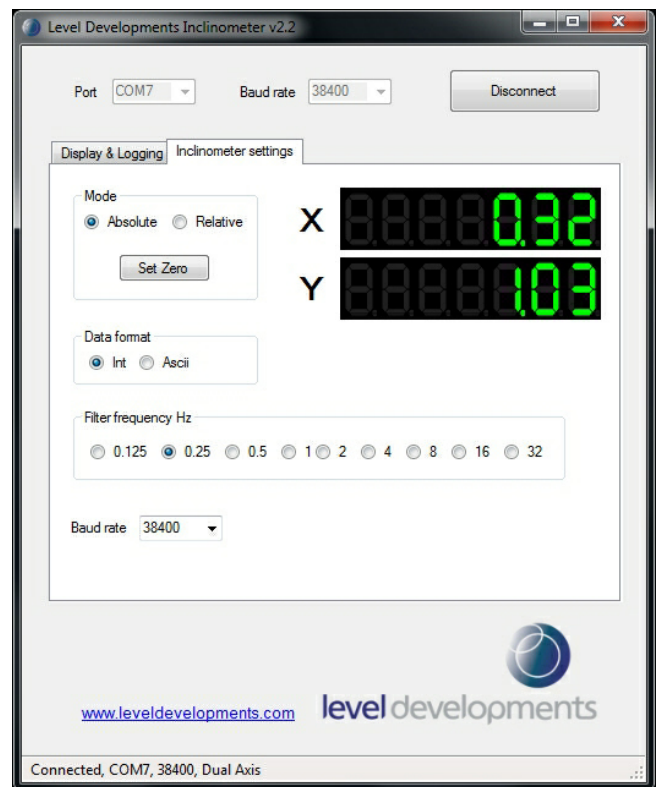 Level Developments Inclinometer v2.2
Port COM7 Baud rate 38400 Disconnect
Display & Logging Inclinometer settings
Mode
Absolute Relative
Set Zero
X 0.32
Y 1.03
Data format
Int Ascii
Filter frequency Hz
0.125 0.25 0.5 1 2 4 8 16 32
Baud rate 38400
www.leveldevelopments.com
level developments
Connected, COM7, 38400, Dual Axis